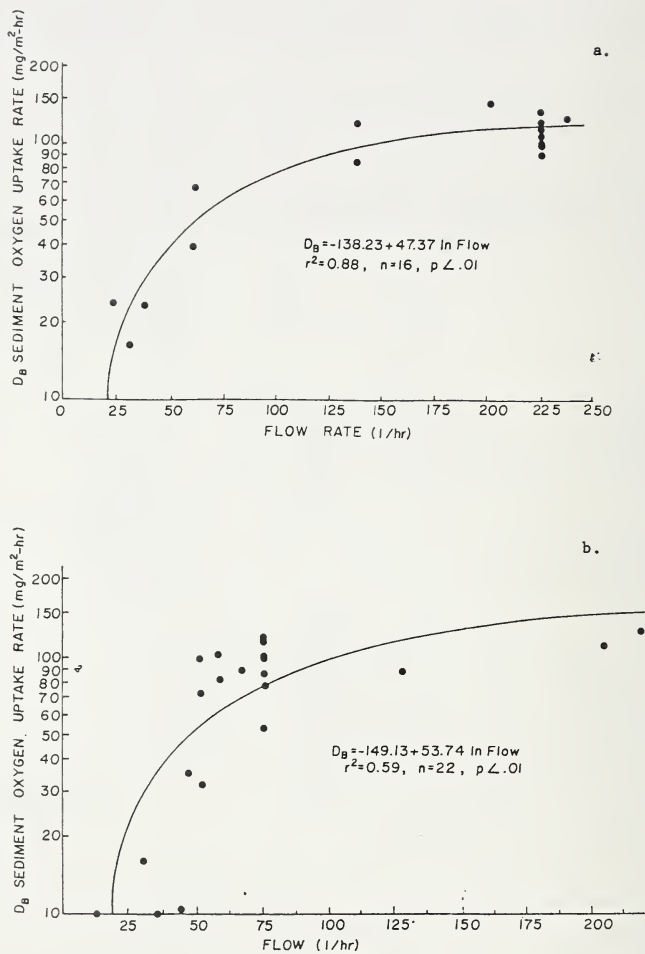 a.
D_B SEDIMENT OXYGEN UPTAKE RATE (mg/m²-hr)
200
150
100
90
80
70
60
50
40
30
20
10
D_B=-138.23+47.37 ln Flow
r²=0.88, n=16, p∠.01
0 25 50 75 100 125 150 175 200 225 250
FLOW RATE (l/hr)
b.
D_B SEDIMENT OXYGEN UPTAKE RATE (mg/m²-hr)
200
150
100
90
80
70
60
50
40
30
20
10
D_B=-149.13+53.74 ln Flow
r²=0.59, n=22, p∠.01
25 50 75 100 125 150 175 200
FLOW (l/hr)